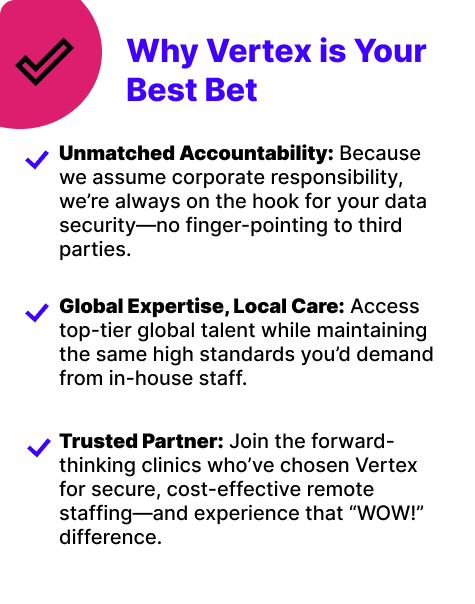 Why Vertex is Your
Best Bet
Unmatched Accountability: Because
we assume corporate responsibility,
we’re always on the hook for your data
security—no finger-pointing to third
parties.
Global Expertise, Local Care: Access
top-tier global talent while maintaining
the same high standards you’d demand
from in-house staff.
Trusted Partner: Join the forward-
thinking clinics who’ve chosen Vertex
for secure, cost-effective remote
staffing—and experience that “WOW!”
difference.